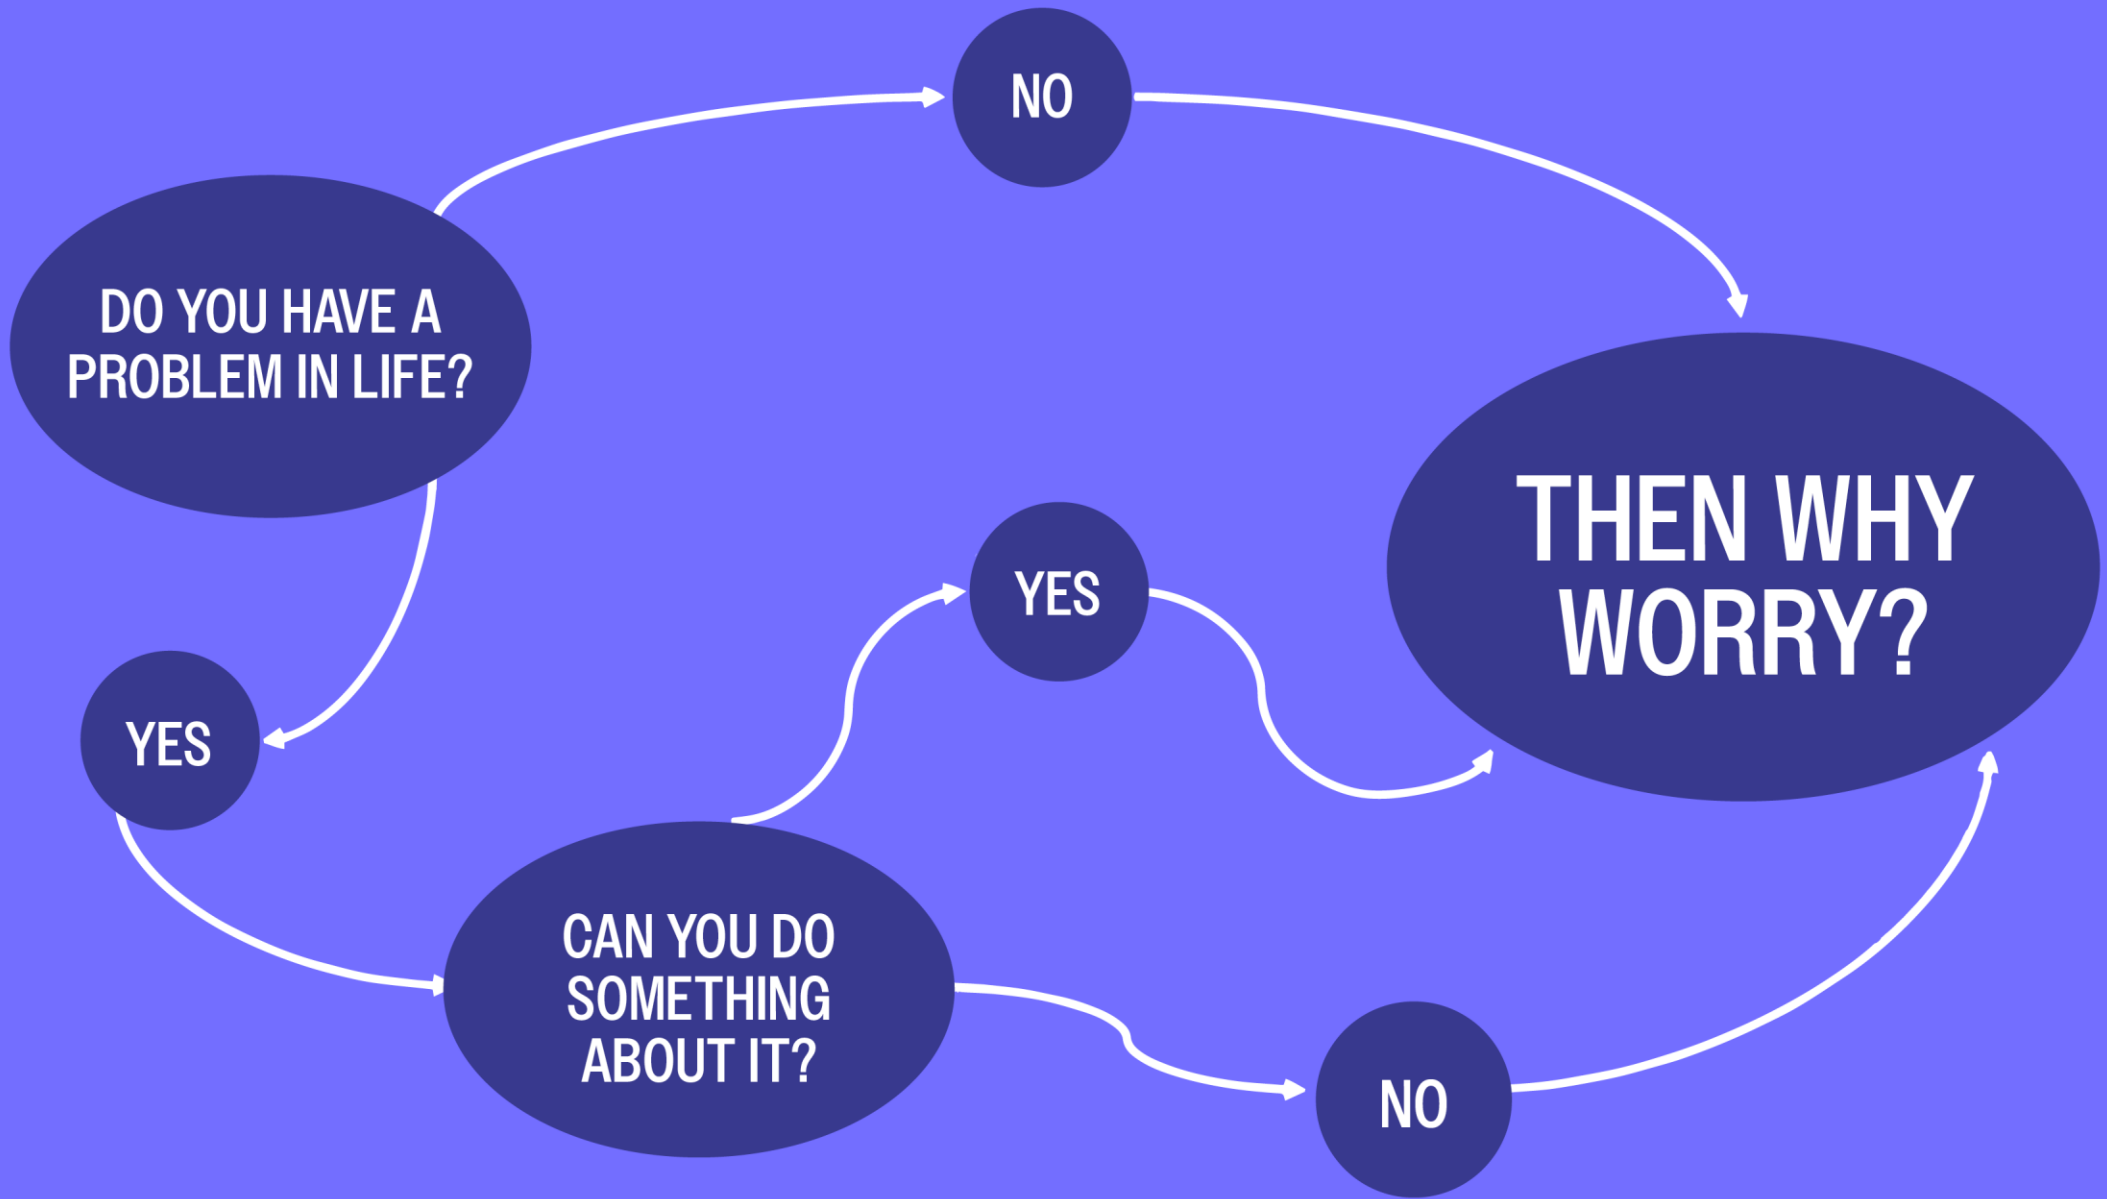 NO
DO YOU HAVE A
PROBLEM IN LIFE?
THEN WHY
WORRY?
YES
YES
CAN YOU DO
SOMETHING
ABOUT IT?
NO